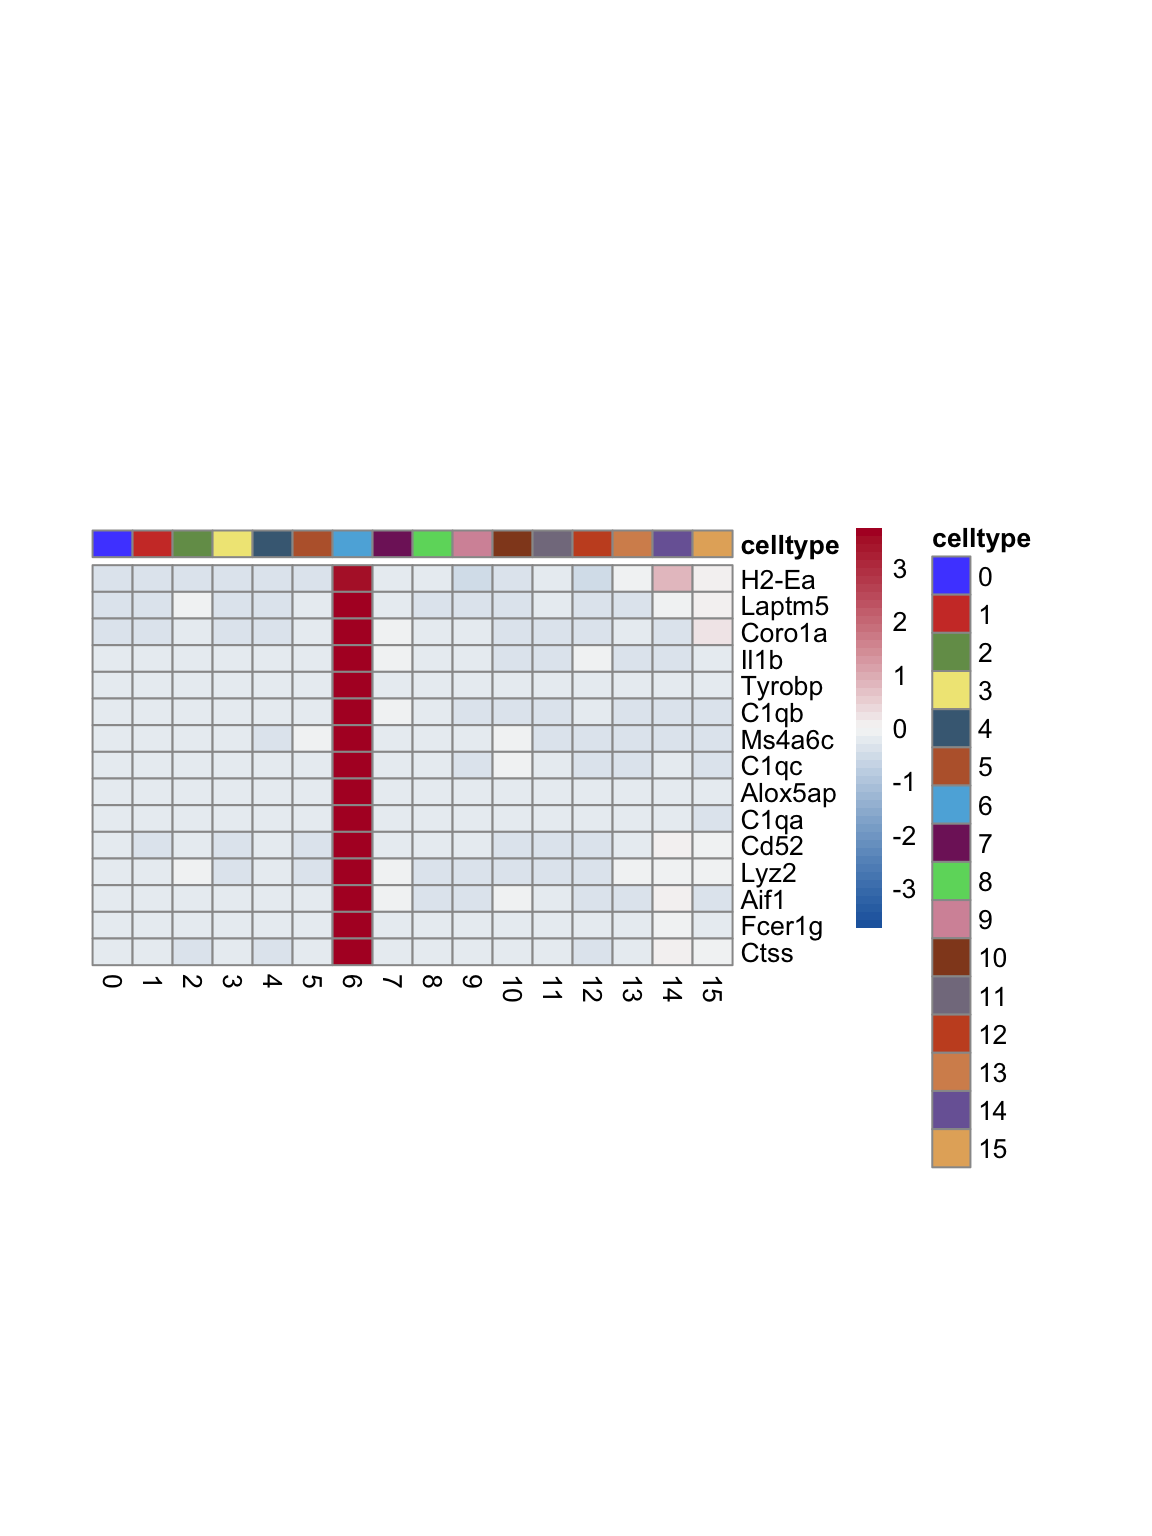 celltype
H2-Ea
Laptm5
Coro1a
Il1b
Tyrobp
C1qb
Ms4a6c
C1qc
Alox5ap
C1qa
Cd52
Lyz2
Aif1
Fcer1g
Ctss
0 1 2 3 4 5 6 7 8 9 10 11 12 13 14 15
3
2
1
0
-1
-2
-3
celltype
0
1
2
3
4
5
6
7
8
9
10
11
12
13
14
15